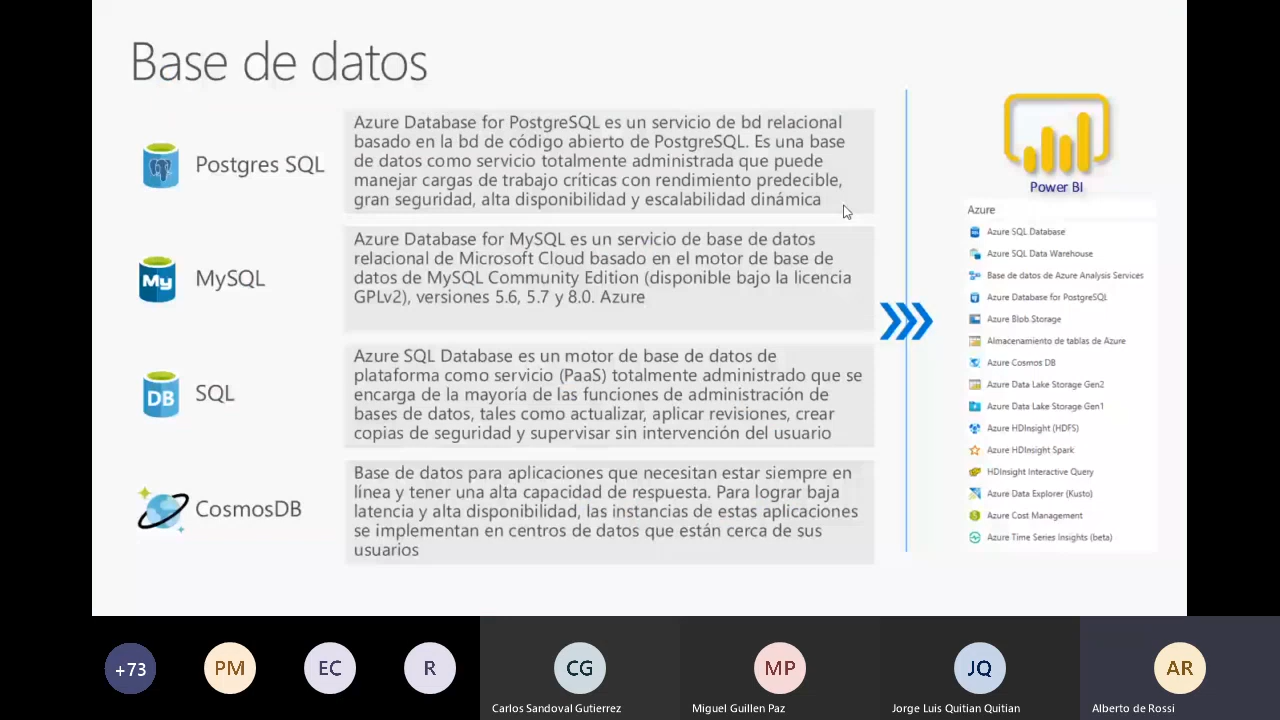 Base de datos
Postgres SQL
Azure Database for PostgreSQL es un servicio de bd relacional
basado en la bd de código abierto de PostgreSQL. Es una base
de datos como servicio totalmente administrada que puede
manejar cargas de trabajo críticas con rendimiento predecible,
gran seguridad, alta disponibilidad y escalabilidad dinámica
My
MySQL
Azure Database for MySQL es un servicio de base de datos
relacional de Microsoft Cloud basado en el motor de base de
datos de MySQL Community Edition (disponible bajo la licencia
GPLv2), versiones 5.6, 5.7 y 8.0. Azure
DB
SQL
Azure SQL Database es un motor de base de datos de
plataforma como servicio (PaaS) totalmente administrado que se
encarga de la mayoría de las funciones de administración de
bases de datos, tales como actualizar, aplicar revisiones, crear
copias de seguridad y supervisar sin intervención del usuario
CosmosDB
Base de datos para aplicaciones que necesitan estar siempre en
línea y tener una alta capacidad de respuesta. Para lograr baja
latencia y alta disponibilidad, las instancias de estas aplicaciones
se implementan en centros de datos que están cerca de sus
usuarios
Power BI
Azure
Azure SQL Database
Azure SQL Data Warehouse
Base de datos de Azure Analysis Services
Azure Database for PostgreSQL
Azure Blob Storage
Almacenamiento de tablas de Azure
Azure Cosmos DB
Azure Data Lake Storage Gen2
Azure Data Lake Storage Gen1
Azure HDInsight (HDFS)
Azure HDInsight Spark
HDInsight Interactive Query
Azure Data Explorer (Kusto)
Azure Cost Management
Azure Time Series Insights (beta)
+73
PM
EC
R
CG
Carlos Sandoval Gutierrez
MP
Miguel Guillen Paz
JQ
Jorge Luis Quitian Quitian
AR
Alberto de Rossi